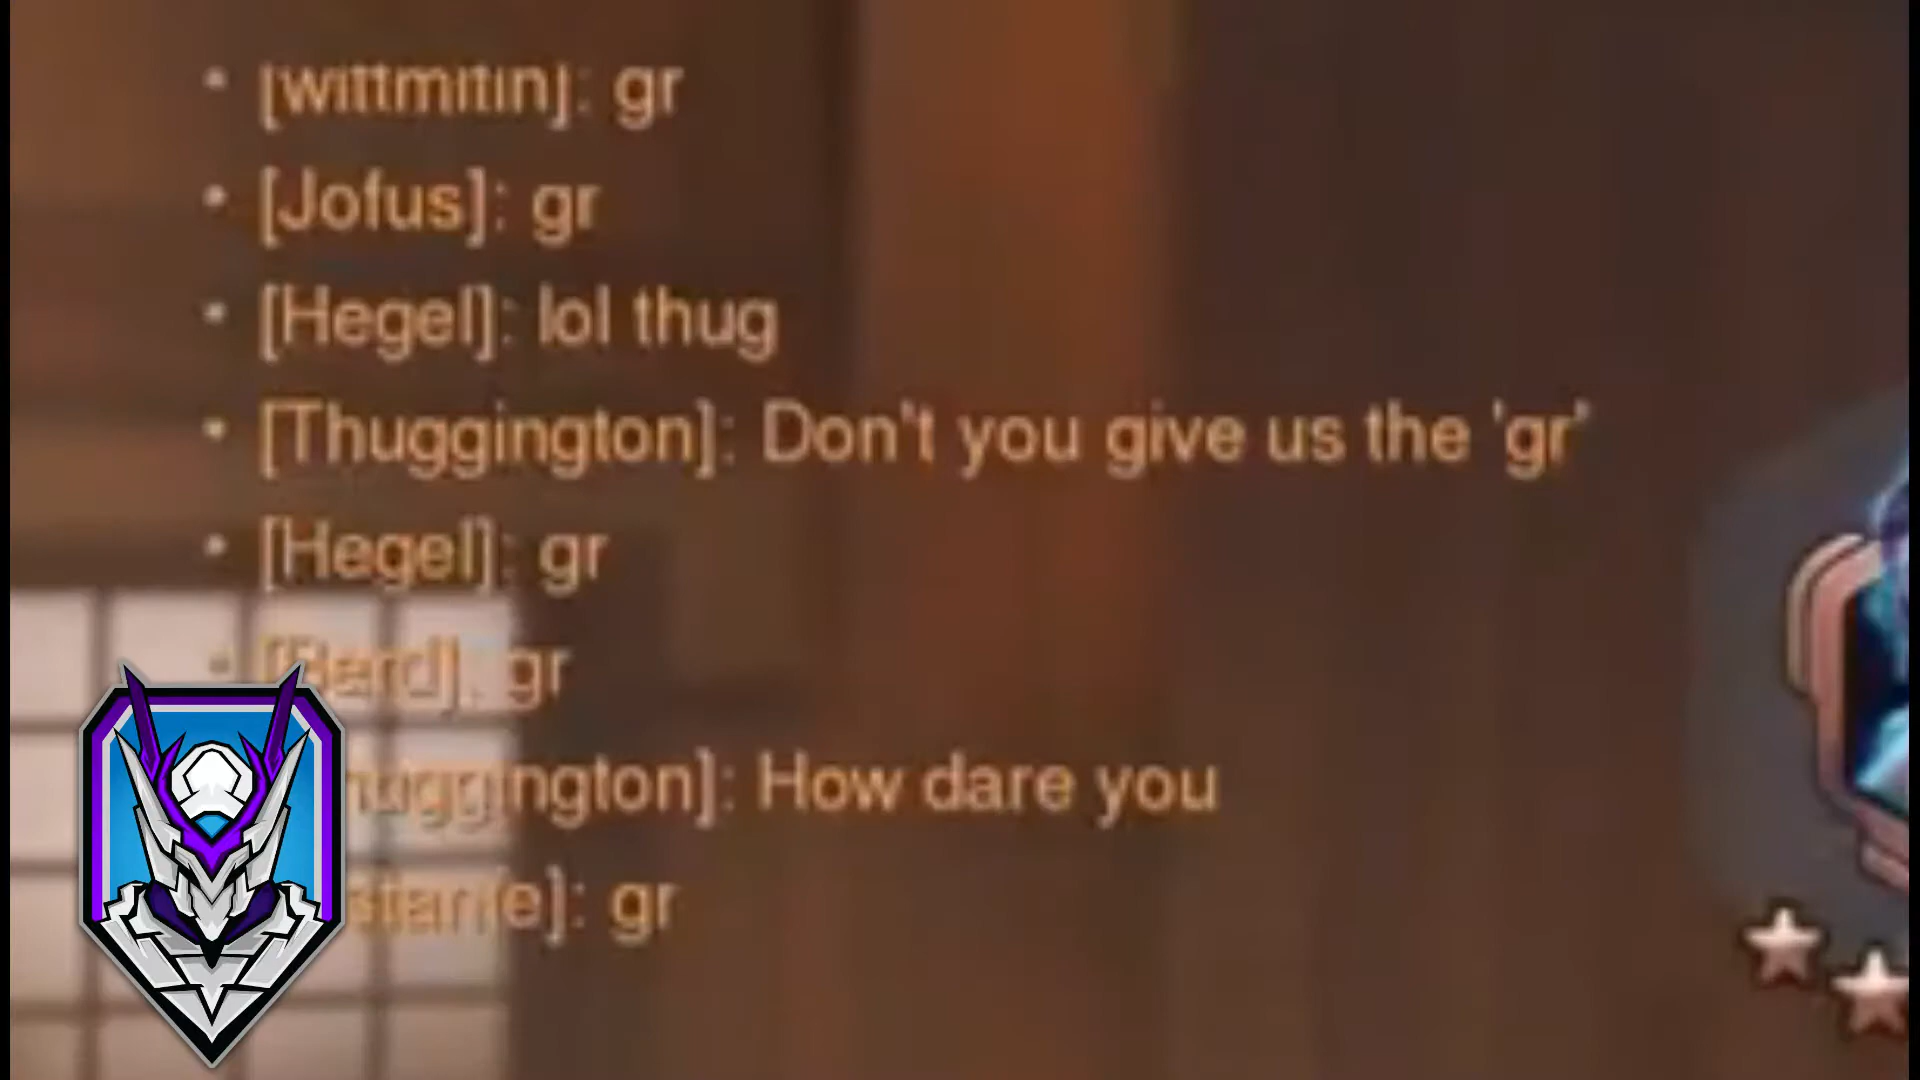 [wittmitin]: gr
[Jofus]: gr
[Hegel]: lol thug
[Thuggington]: Don't you give us the 'gr'
[Hegel]: gr
gr
How dare you
gr